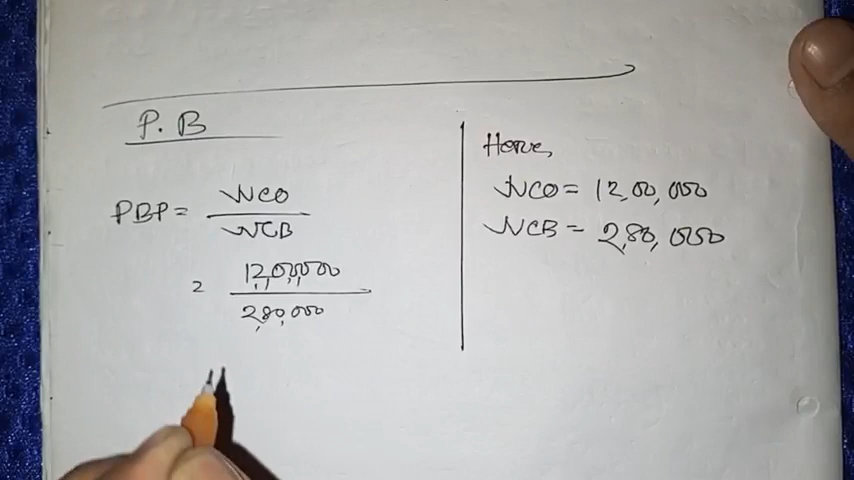 P. B
PBP = NCO
NCB
= 12,00,000
2,80,000
Here,
NCO = 12,00,000
NCB = 2,80,000